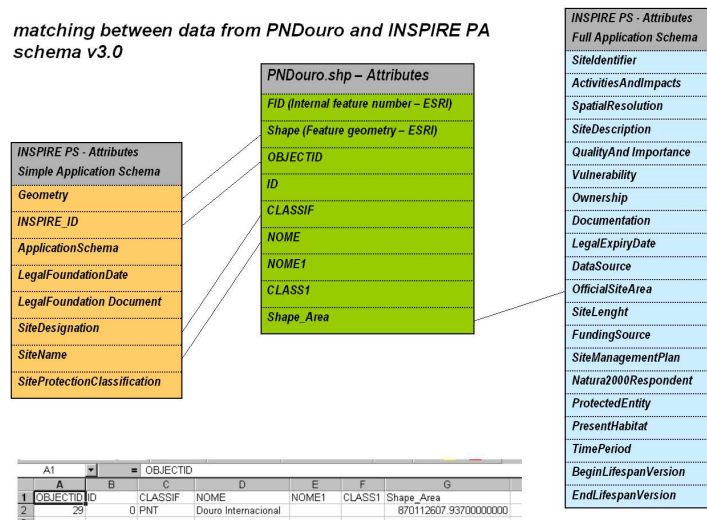 matching between data from PNDouro and INSPIRE PA
schema v3.0
INSPIRE PS - Attributes
Simple Application Schema
Geometry
INSPIRE_ID
ApplicationSchema
LegalFoundationDate
LegalFoundation Document
SiteDesignation
SiteName
SiteProtectionClassification
PNDouro.shp – Attributes
FID (Internal feature number – ESRI)
Shape (Feature geometry – ESRI)
OBJECTID
ID
CLASSIF
NOME
NOME1
CLASS1
Shape_Area
INSPIRE PS - Attributes
Full Application Schema
SiteIdentifier
ActivitiesAndImpacts
SpatialResolution
SiteDescription
QualityAnd Importance
Vulnerability
Ownership
Documentation
LegalExpiryDate
DataSource
OfficialSiteArea
SiteLenght
FundingSource
SiteManagementPlan
Natura2000Respondent
ProtectedEntity
PresentHabitat
TimePeriod
BeginLifespanVersion
EndLifespanVersion
A1 = OBJECTID
A B C D E F G
1 OBJECTID ID CLASSIF NOME NOME1 CLASS1 Shape_Area
2 29 0 PNT Douro Internacional 870112607.93700000000